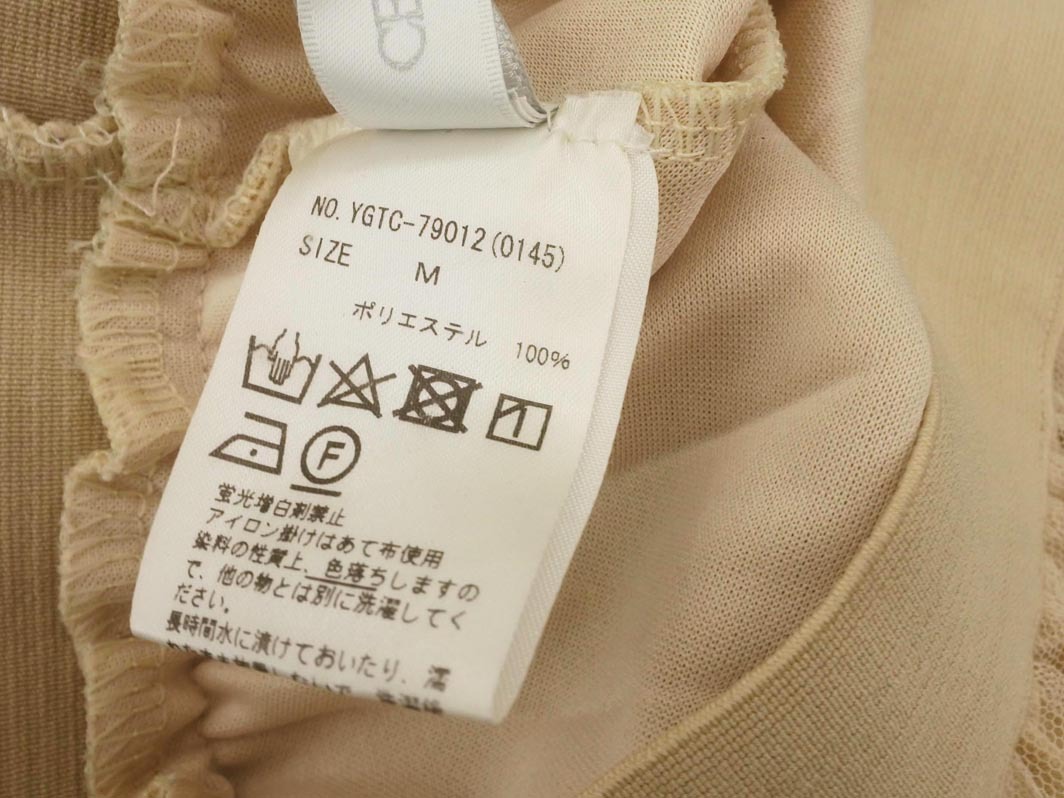 NO. YGTC-79012(0145)
SIZE M
ポリエステル 100%
F
蛍光増白剤禁止
アイロン掛けはあて布使用
染料の性質上、色落ちしますの
で、他の物とは別に洗濯してく
ださい。
長時間水に漬けておいたり、濡